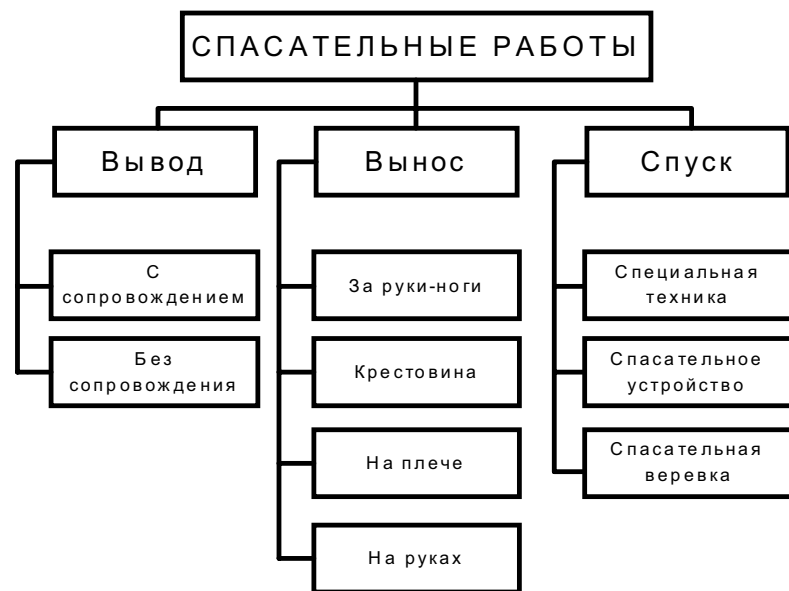 СПАСАТЕЛЬНЫЕ РАБОТЫ
Вывод
С
сопровождением
Без
сопровождения
Вынос
За руки-ноги
Крестовина
На плече
На руках
Спуск
Специальная
техника
Спасательное
устройство
Спасательная
веревка